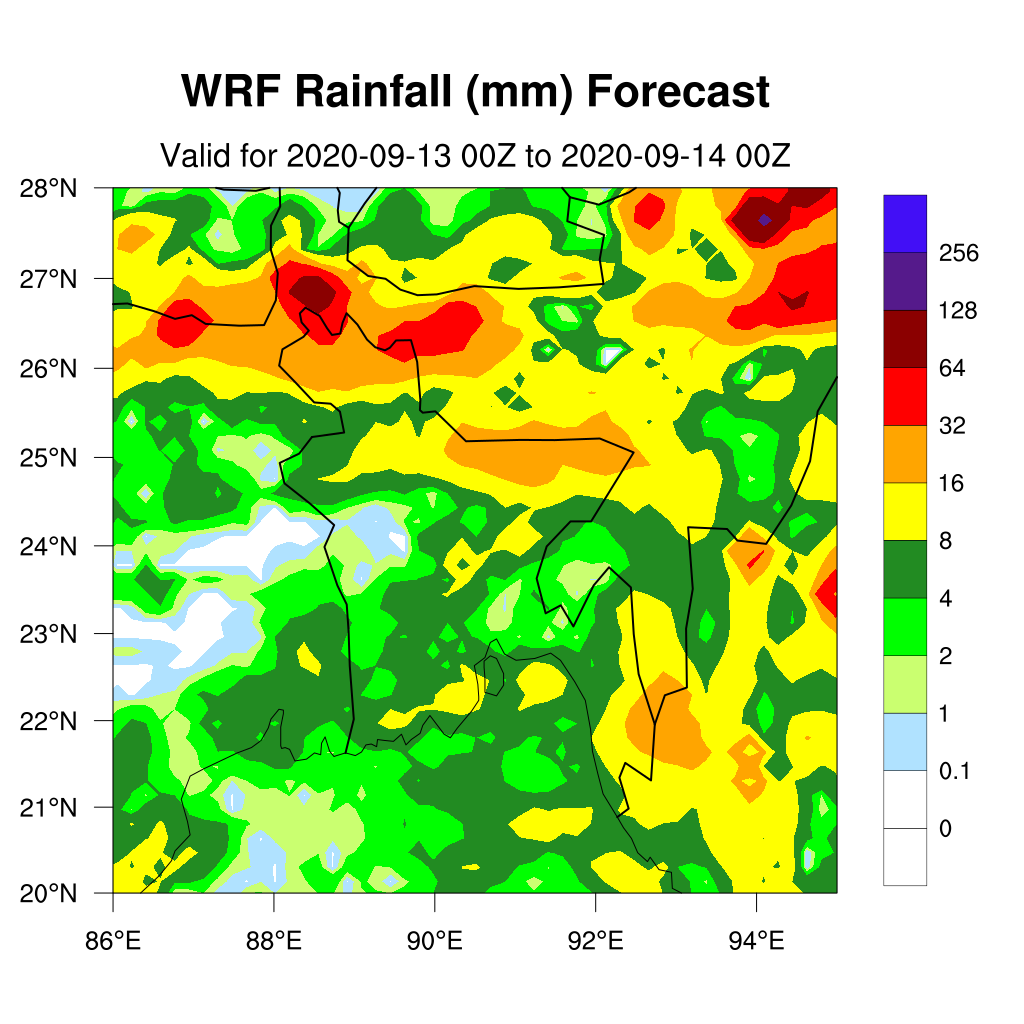 WRF Rainfall (mm) Forecast
Valid for 2020-09-13 00Z to 2020-09-14 00Z
28°N
27°N
26°N
25°N
24°N
23°N
22°N
21°N
20°N
86°E 88°E 90°E 92°E 94°E
256
128
64
32
16
8
4
2
1
0.1
0